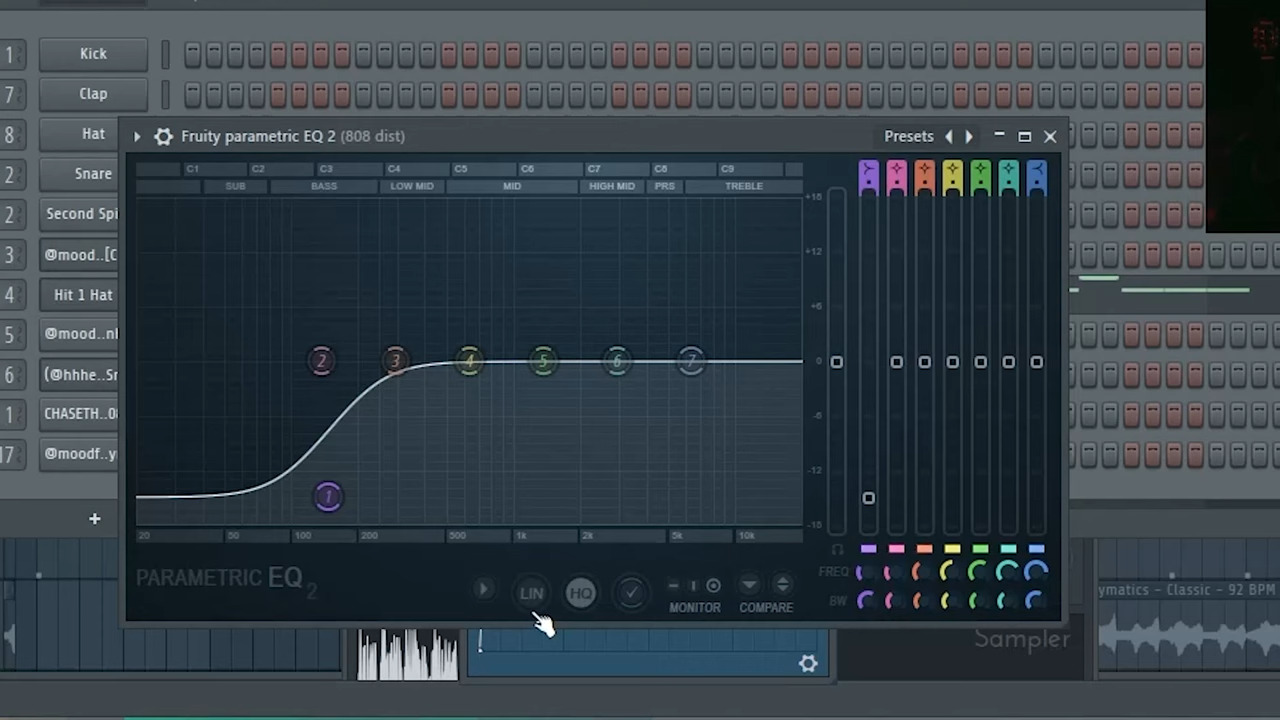 1 Kick
7 Clap
8 Hat
2 Snare
2 Second Spi
3 @mood..[C
4 Hit 1 Hat
5 @mood..nl
6 (@hhhe..Sr
1 CHASETH..0
17 @moodf..y
+
Fruity parametric EQ 2 (808 dist)
Presets
C1 C2 C3 C4 C5 C6 C7 C8 C9
SUB BASS LOW MID MID HIGH MID PRS TREBLE
+18
+12
+6
0
-6
-12
-18
2 3 4 5 6 7
1
20 50 100 200 500 1k 2k 5k 10k
PARAMETRIC EQ 2
LIN HQ
MONITOR COMPARE
FREQ
BW
Sampler
ymatics - Classic - 92 BPM